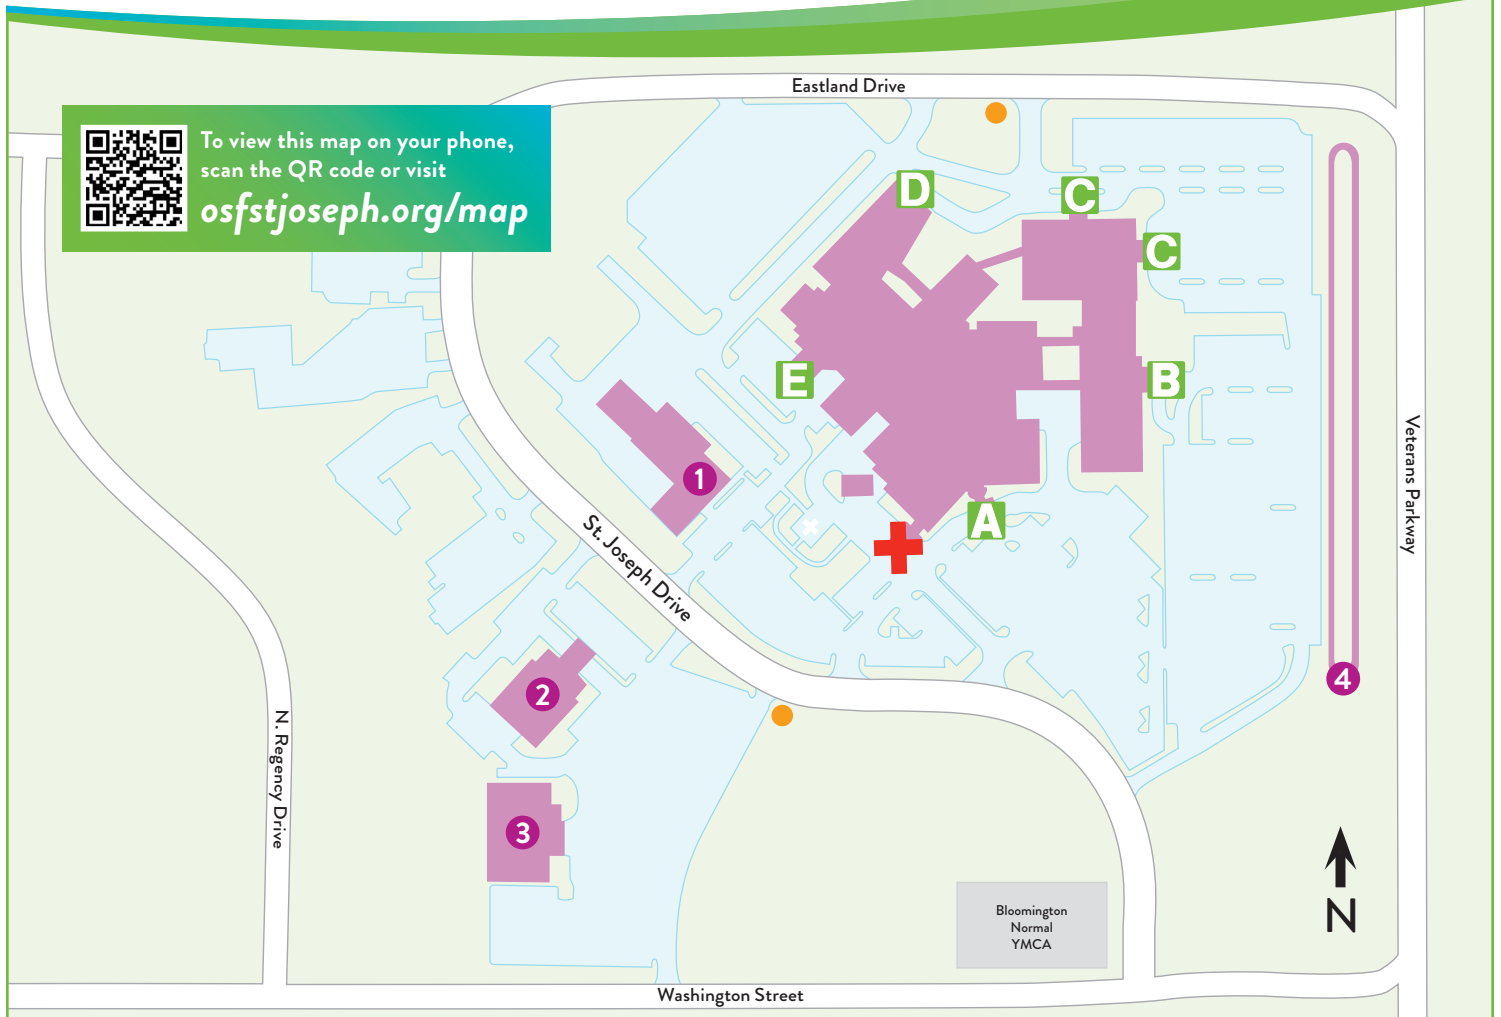 Eastland Drive
To view this map on your phone,
scan the QR code or visit
osfstjoseph.org/map
D
C
C
E
B
1
A
St. Joseph Drive
Veterans Parkway
2
4
N. Regency Drive
3
N
Bloomington
Normal
YMCA
Washington Street